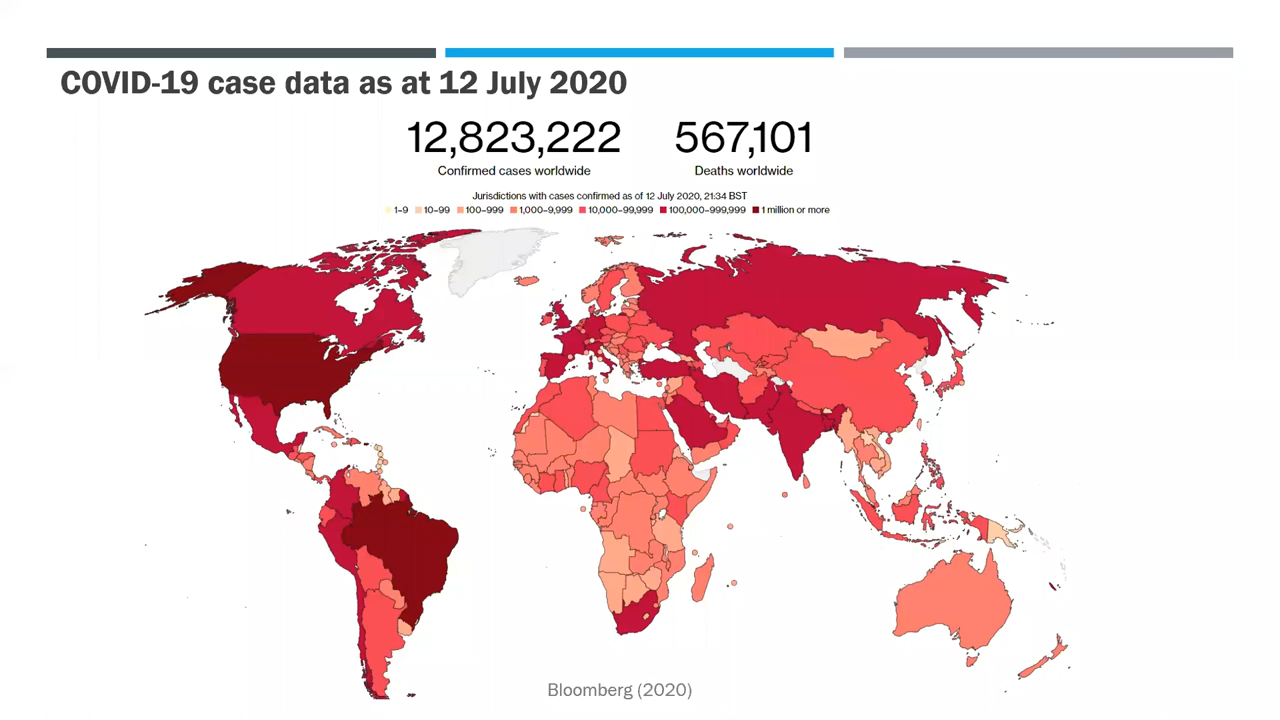 COVID-19 case data as at 12 July 2020
12,823,222 567,101
Confirmed cases worldwide Deaths worldwide
Jurisdictions with cases confirmed as of 12 July 2020, 21:34 BST
1–9 10–99 100–999 1,000–9,999 10,000–99,999 100,000–999,999 1 million or more
Bloomberg (2020)